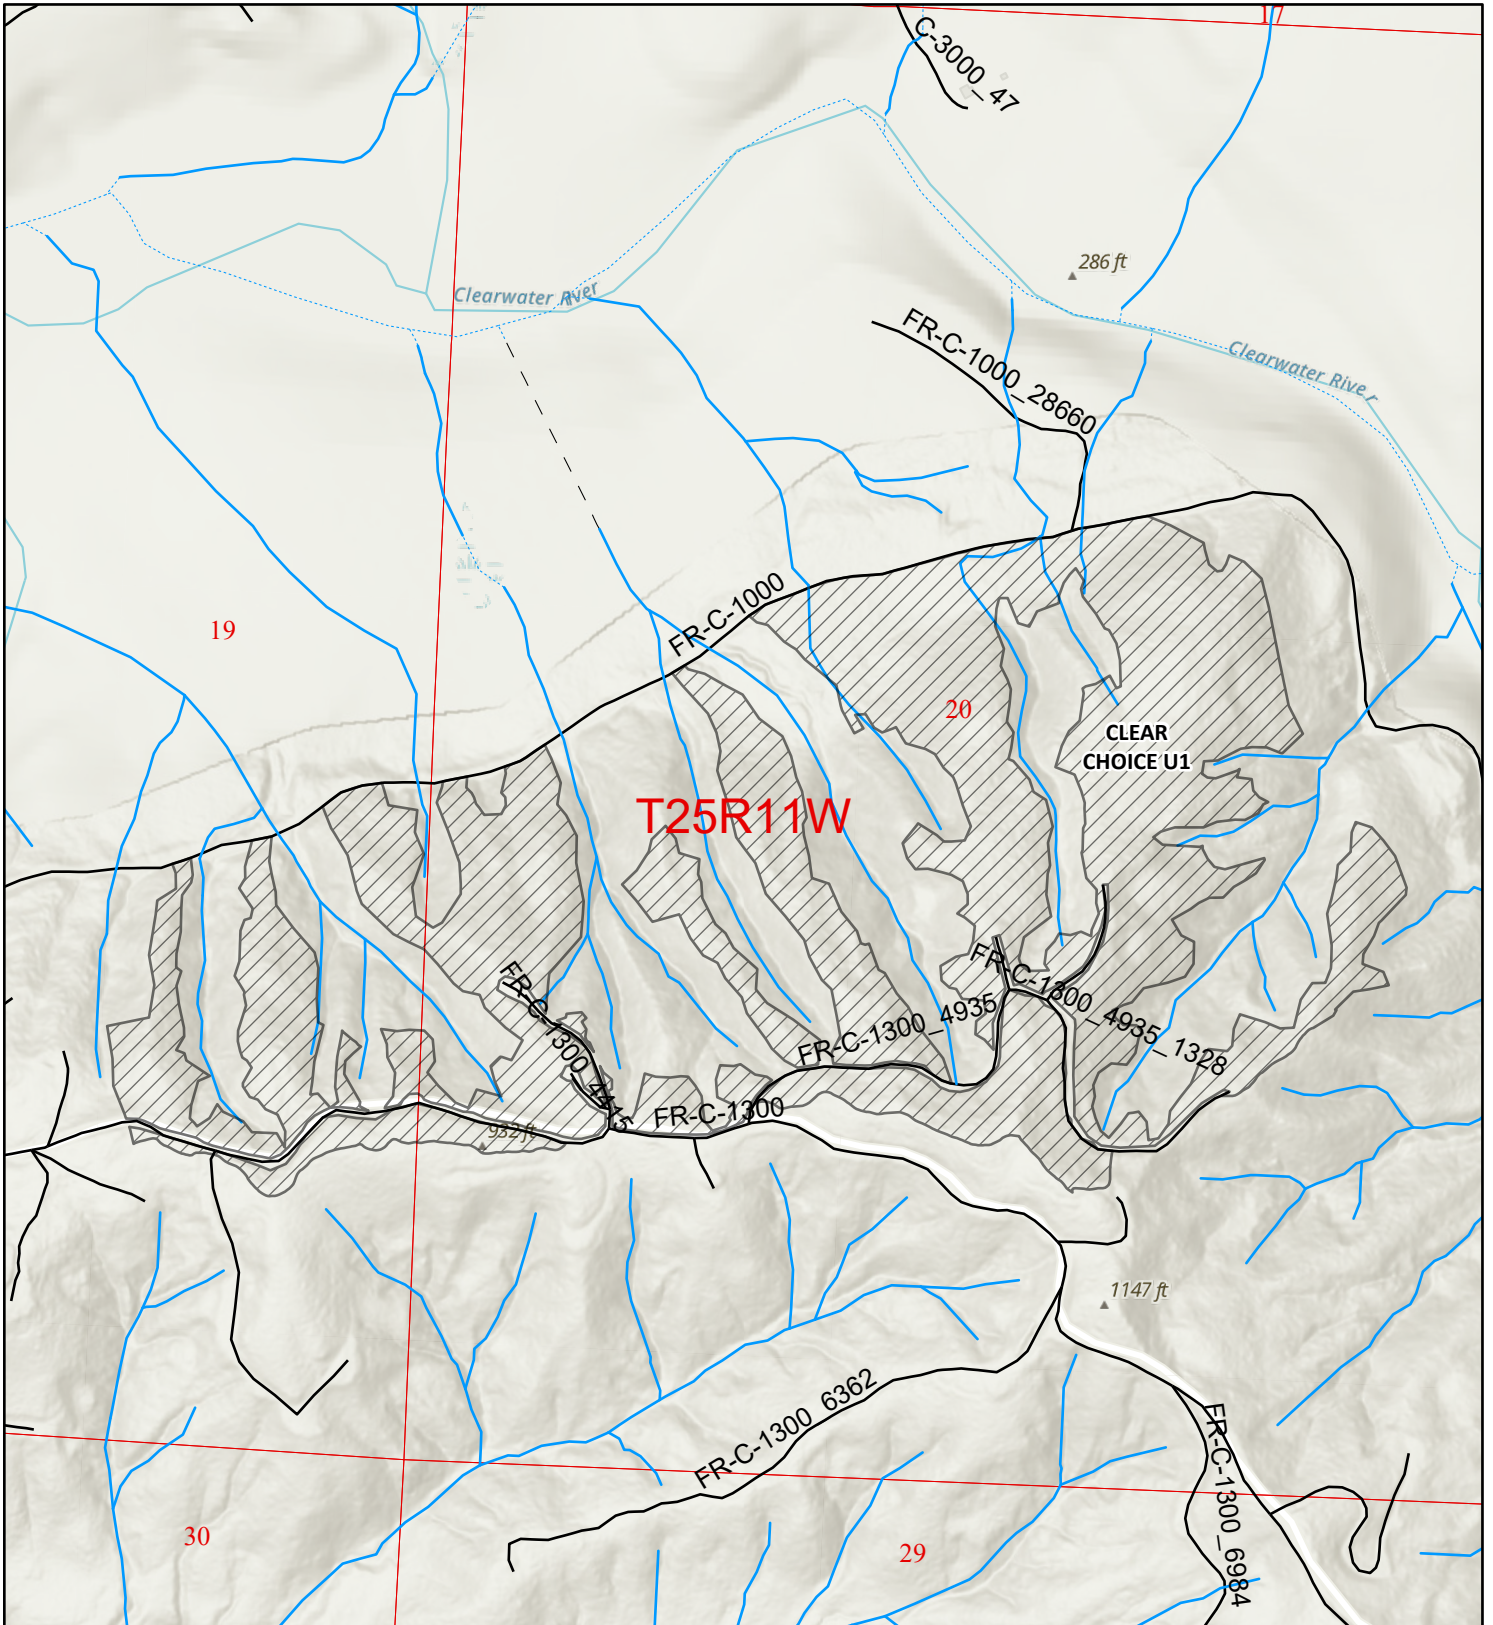 17
C-3000_47
286 ft
Clearwater River
FR-C-1000_28660
Clearwater River
FR-C-1000
19
20
CLEAR
CHOICE U1
T25R11W
FR-C-1300_4935
FR-C-1300_4935_1328
FR-C-1300_4415
FR-C-1300
932 ft
1147 ft
FR-C-1300_6362
FR-C-1300_6984
30
29